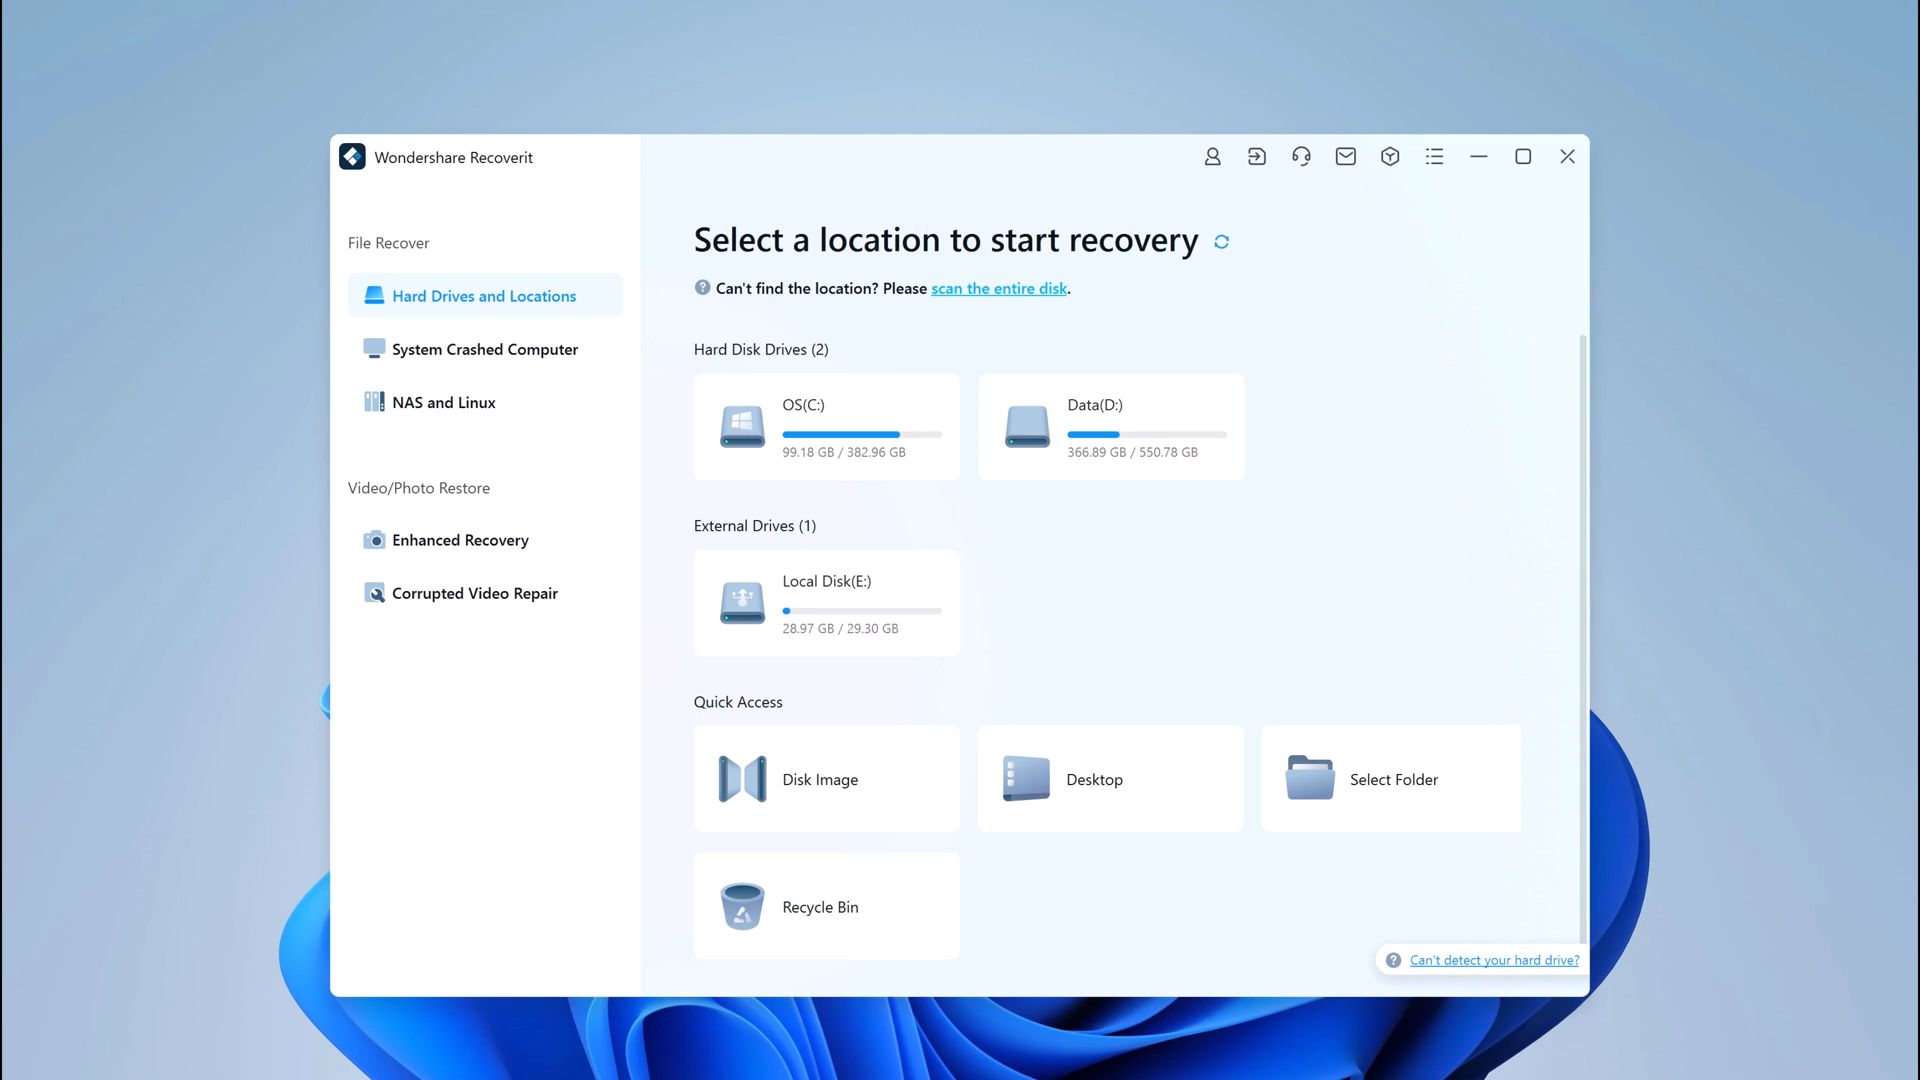 Wondershare Recoverit
File Recover
Hard Drives and Locations
System Crashed Computer
NAS and Linux
Video/Photo Restore
Enhanced Recovery
Corrupted Video Repair
Select a location to start recovery
Can't find the location? Please scan the entire disk.
Hard Disk Drives (2)
OS(C:)
99.18 GB / 382.96 GB
Data(D:)
366.89 GB / 550.78 GB
External Drives (1)
Local Disk(E:)
28.97 GB / 29.30 GB
Quick Access
Disk Image
Desktop
Select Folder
Recycle Bin
Can't detect your hard drive?